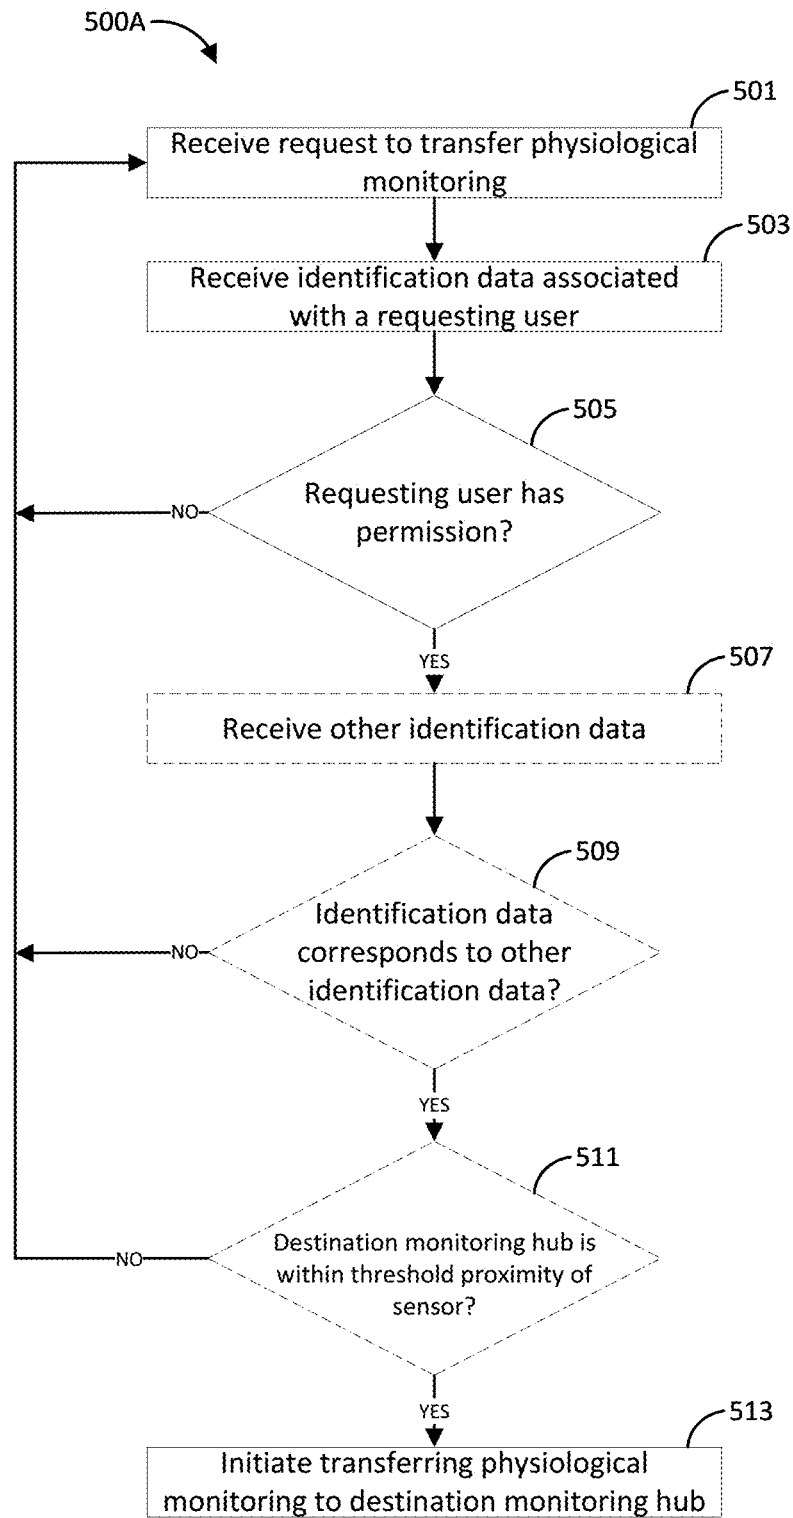 500A
501
Receive request to transfer physiological
monitoring
503
Receive identification data associated
with a requesting user
505
Requesting user has
permission?
NO
YES
507
Receive other identification data
509
Identification data
corresponds to other
identification data?
NO
YES
511
Destination monitoring hub is
within threshold proximity of
sensor?
NO
YES
513
Initiate transferring physiological
monitoring to destination monitoring hub